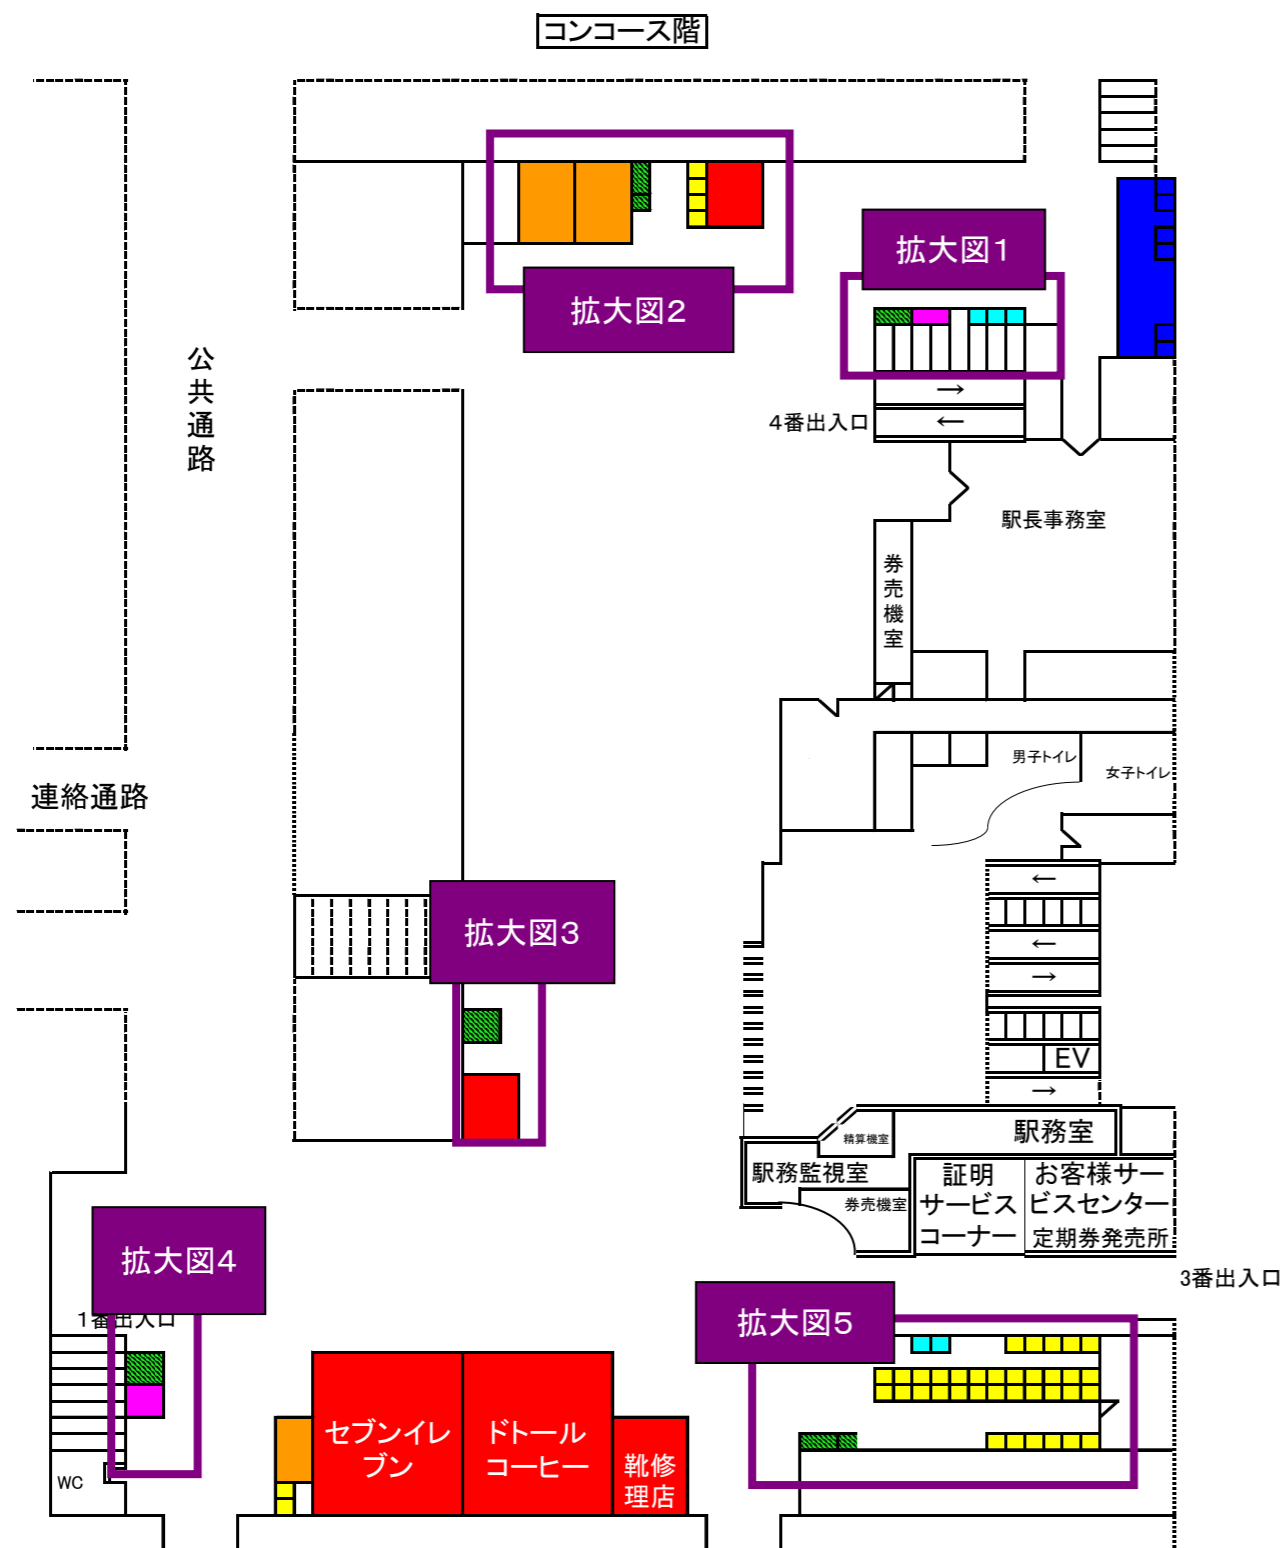 コンコース階
拡大図1
拡大図2
公共通路
4番出入口
→
←
駅長事務室
券売機室
男子トイレ
女子トイレ
連絡通路
←
←
→
拡大図3
EV
→
駅務室
精算機室
駅務監視室
券売機室
証明
サービス
コーナー
お客様サー
ビスセンター
定期券発売所
3番出入口
拡大図4
1番出入口
拡大図5
セブンイレ
ブン
ドトール
コーヒー
靴修
理店
WC